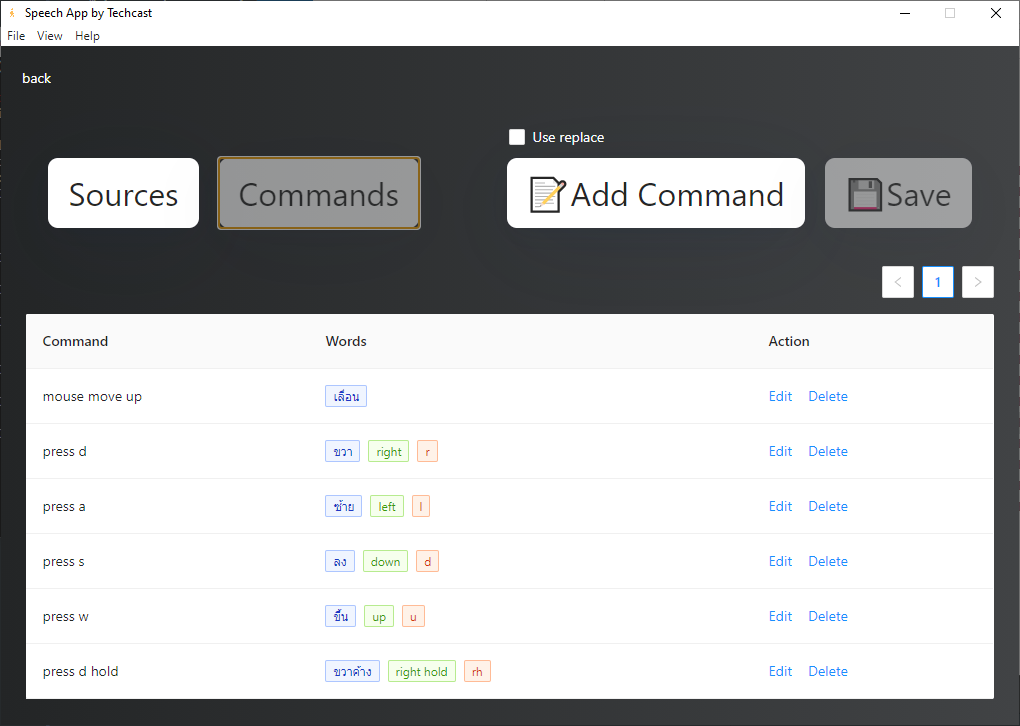 Speech App by Techcast
File View Help
back
Use replace
Sources Commands Add Command Save
< 1 >
Command Words Action
mouse move up เลื่อน Edit Delete
press d ขวา right r Edit Delete
press a ซ้าย left l Edit Delete
press s ลง down d Edit Delete
press w ขึ้น up u Edit Delete
press d hold ขวาค้าง right hold rh Edit Delete